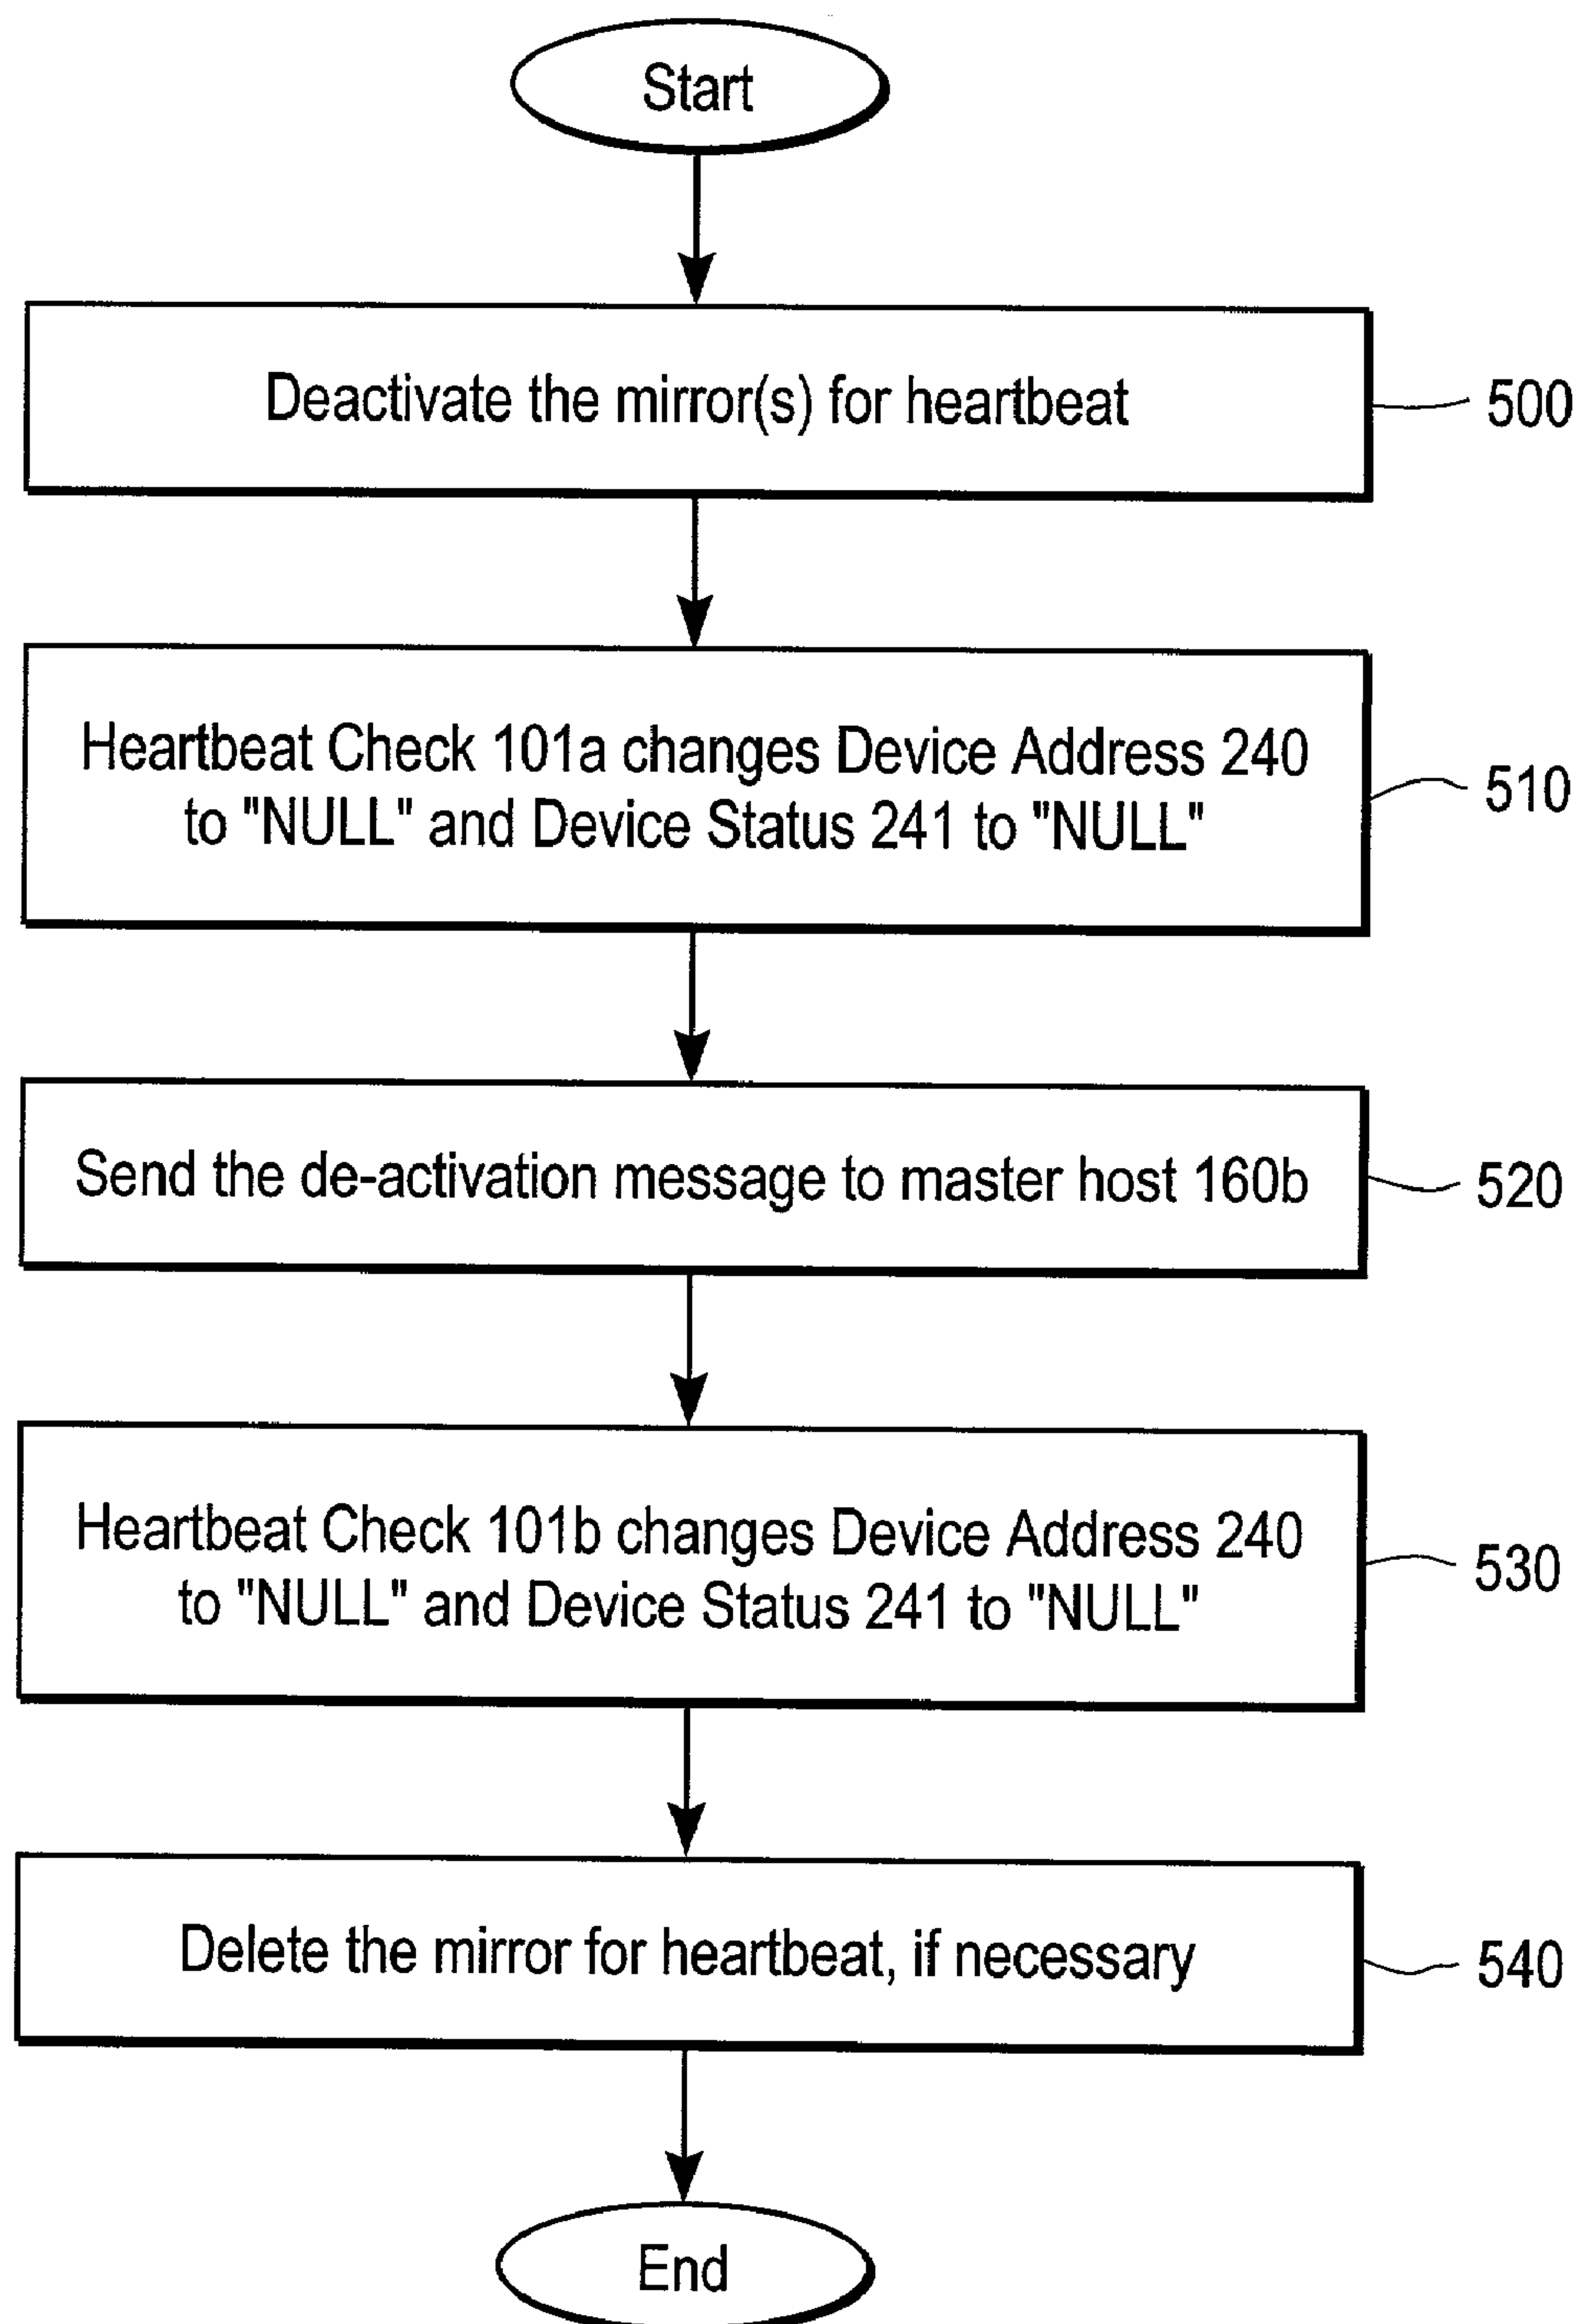 Start
Deactivate the mirror(s) for heartbeat
500
Heartbeat Check 101a changes Device Address 240
to "NULL" and Device Status 241 to "NULL"
510
Send the de-activation message to master host 160b
520
Heartbeat Check 101b changes Device Address 240
to "NULL" and Device Status 241 to "NULL"
530
Delete the mirror for heartbeat, if necessary
540
End